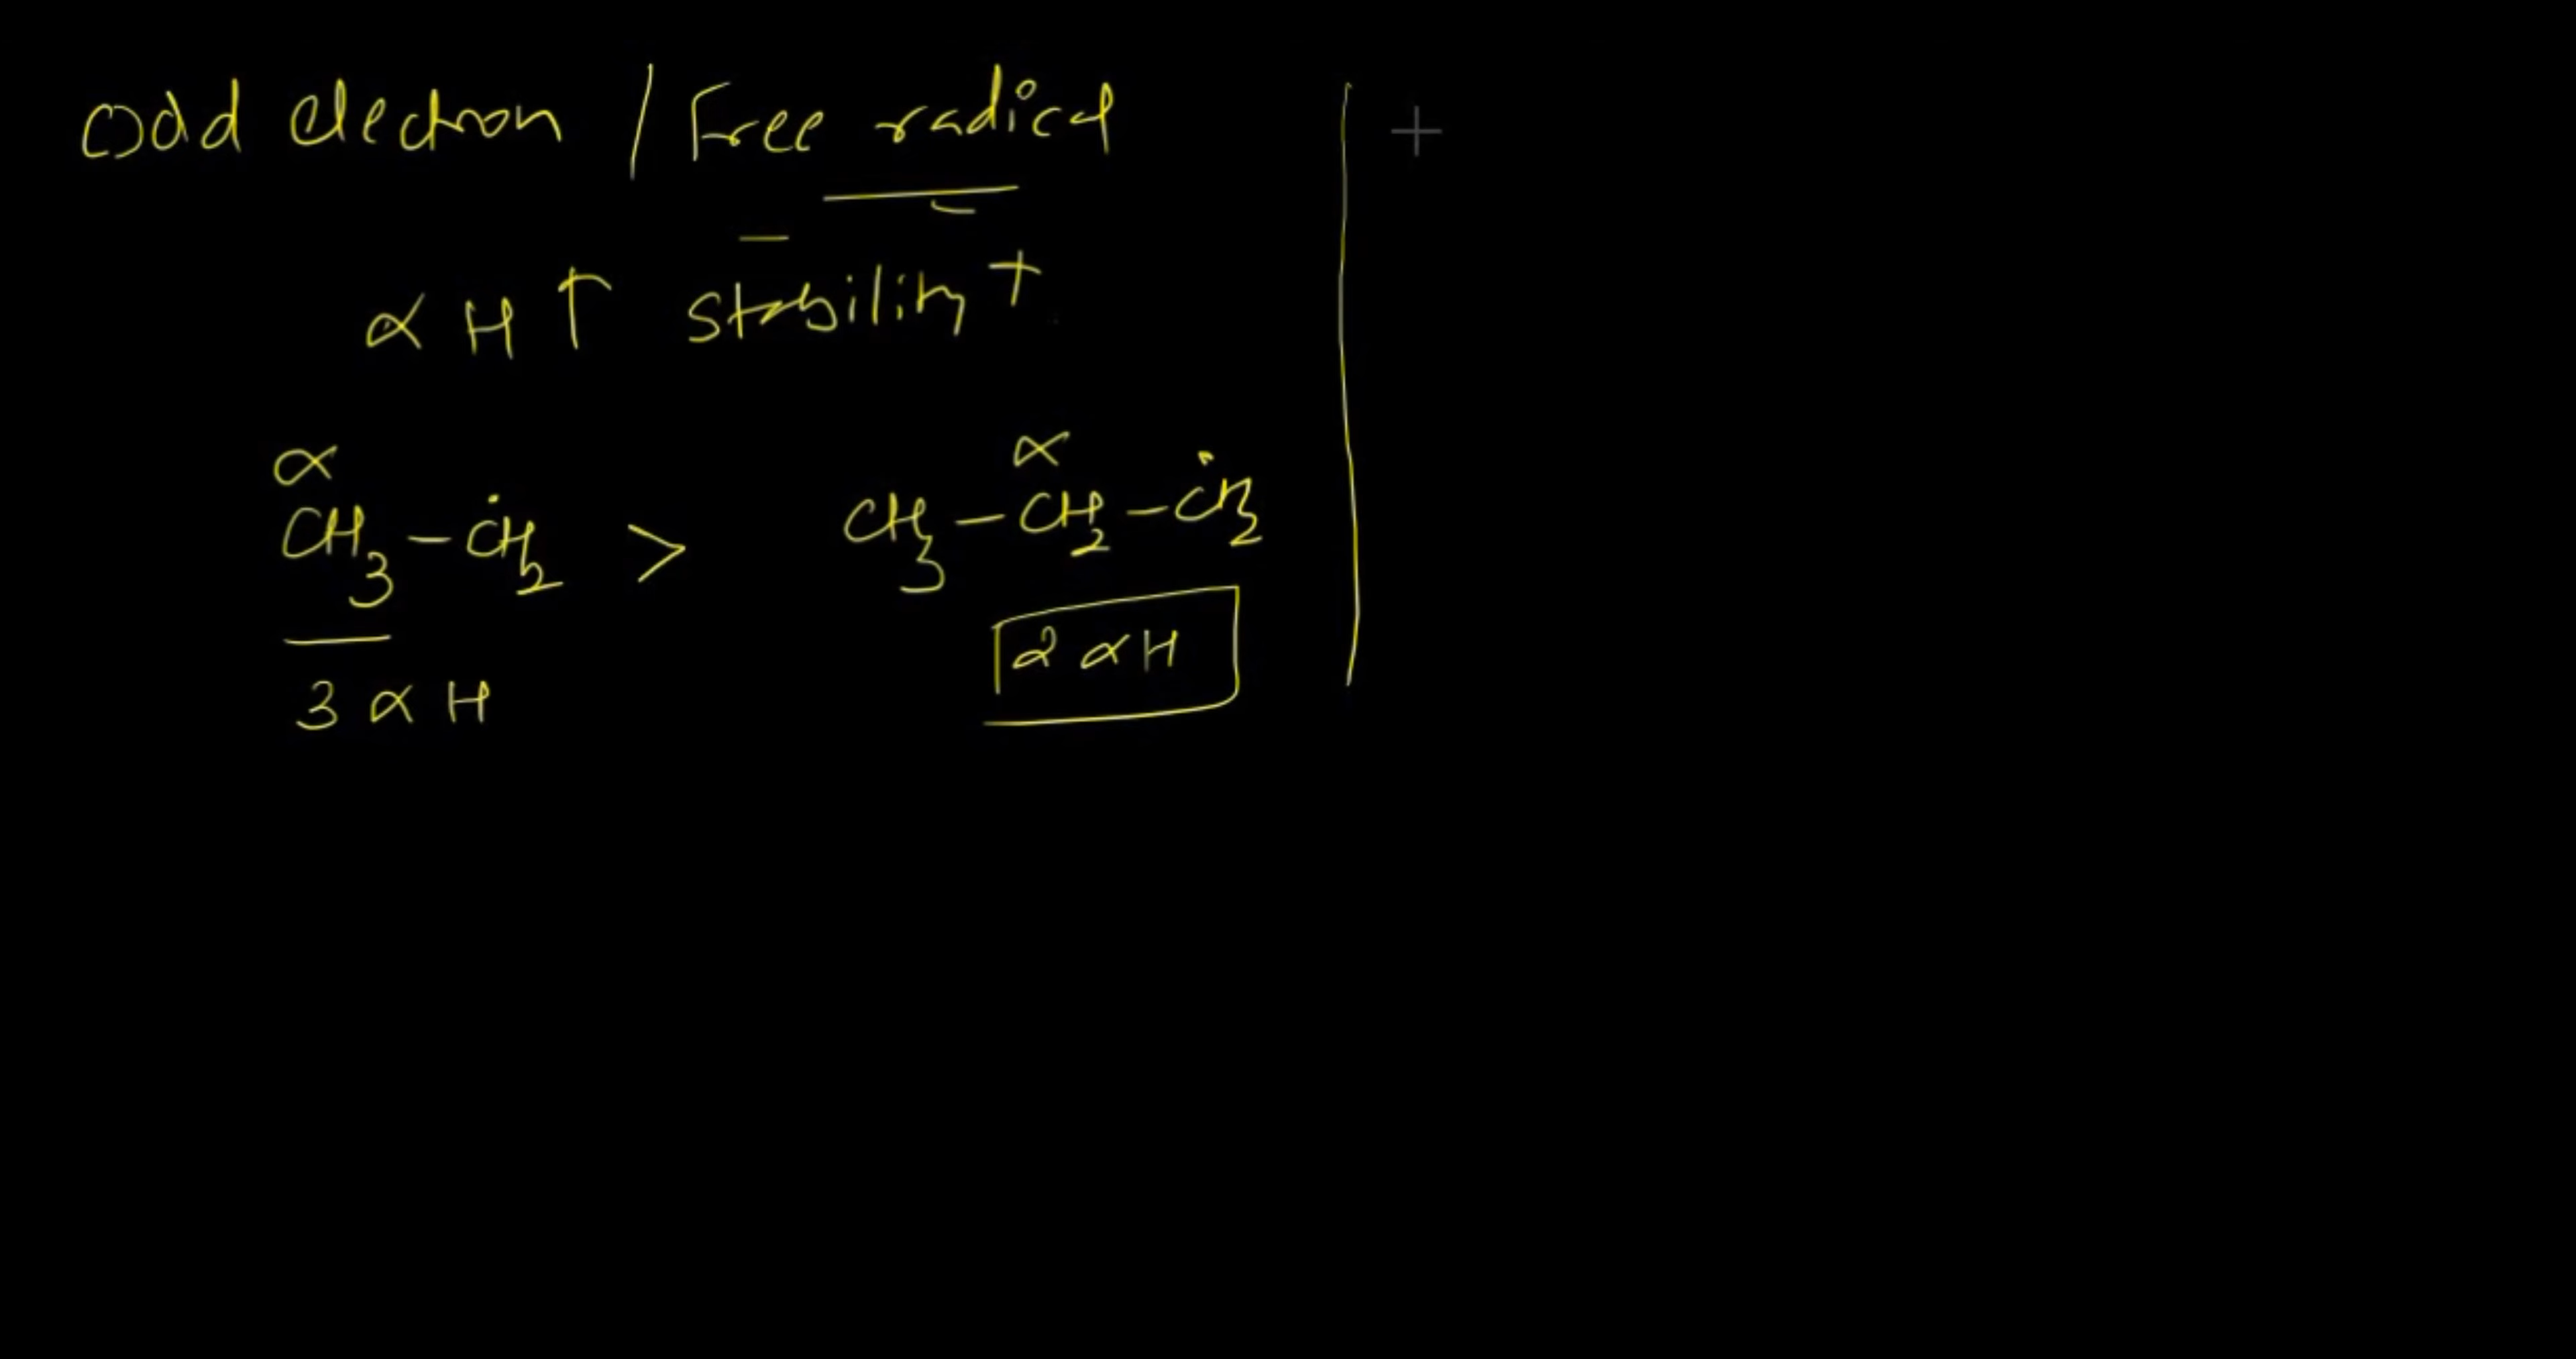 Odd electron / Free radical
α H ↑ stability ↑
α α
CH3 - ĊH2 > CH3 - CH2 - ĊH2
3 α H 2 α H